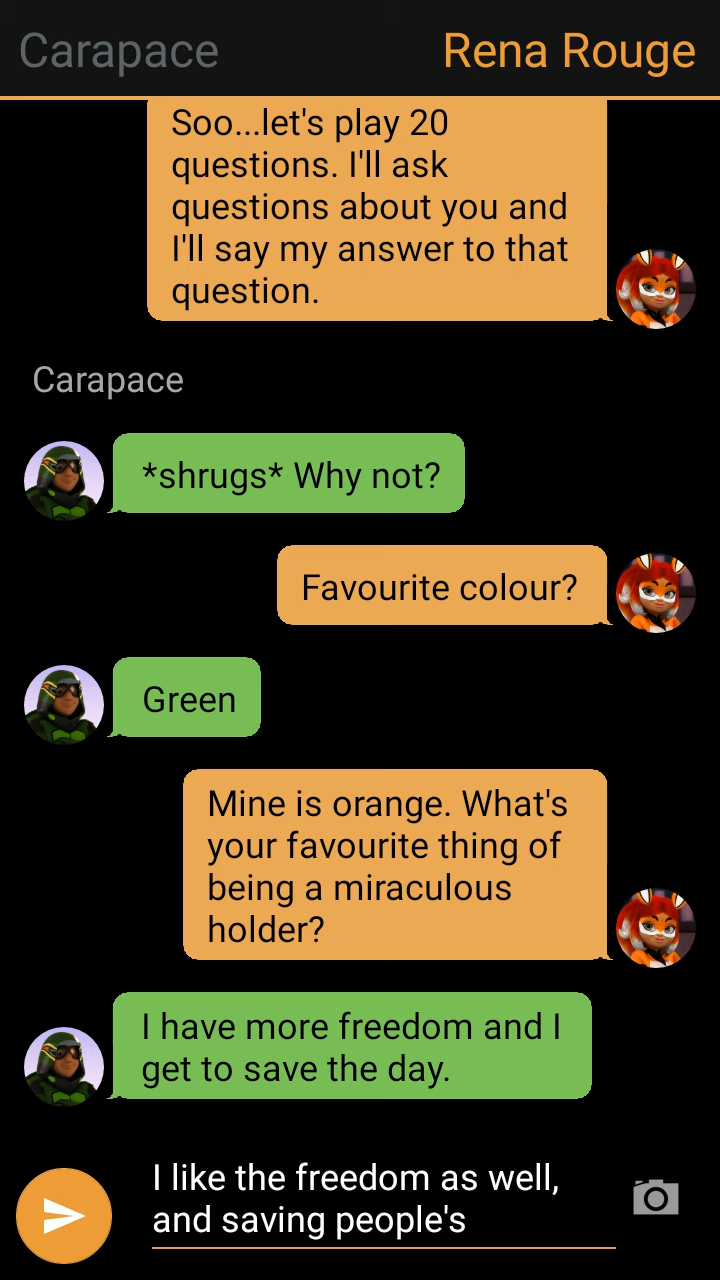 Carapace
Rena Rouge
Soo...let's play 20
questions. I'll ask
questions about you and
I'll say my answer to that
question.
Carapace
*shrugs* Why not?
Favourite colour?
Green
Mine is orange. What's
your favourite thing of
being a miraculous
holder?
I have more freedom and I
get to save the day.
I like the freedom as well,
and saving people's